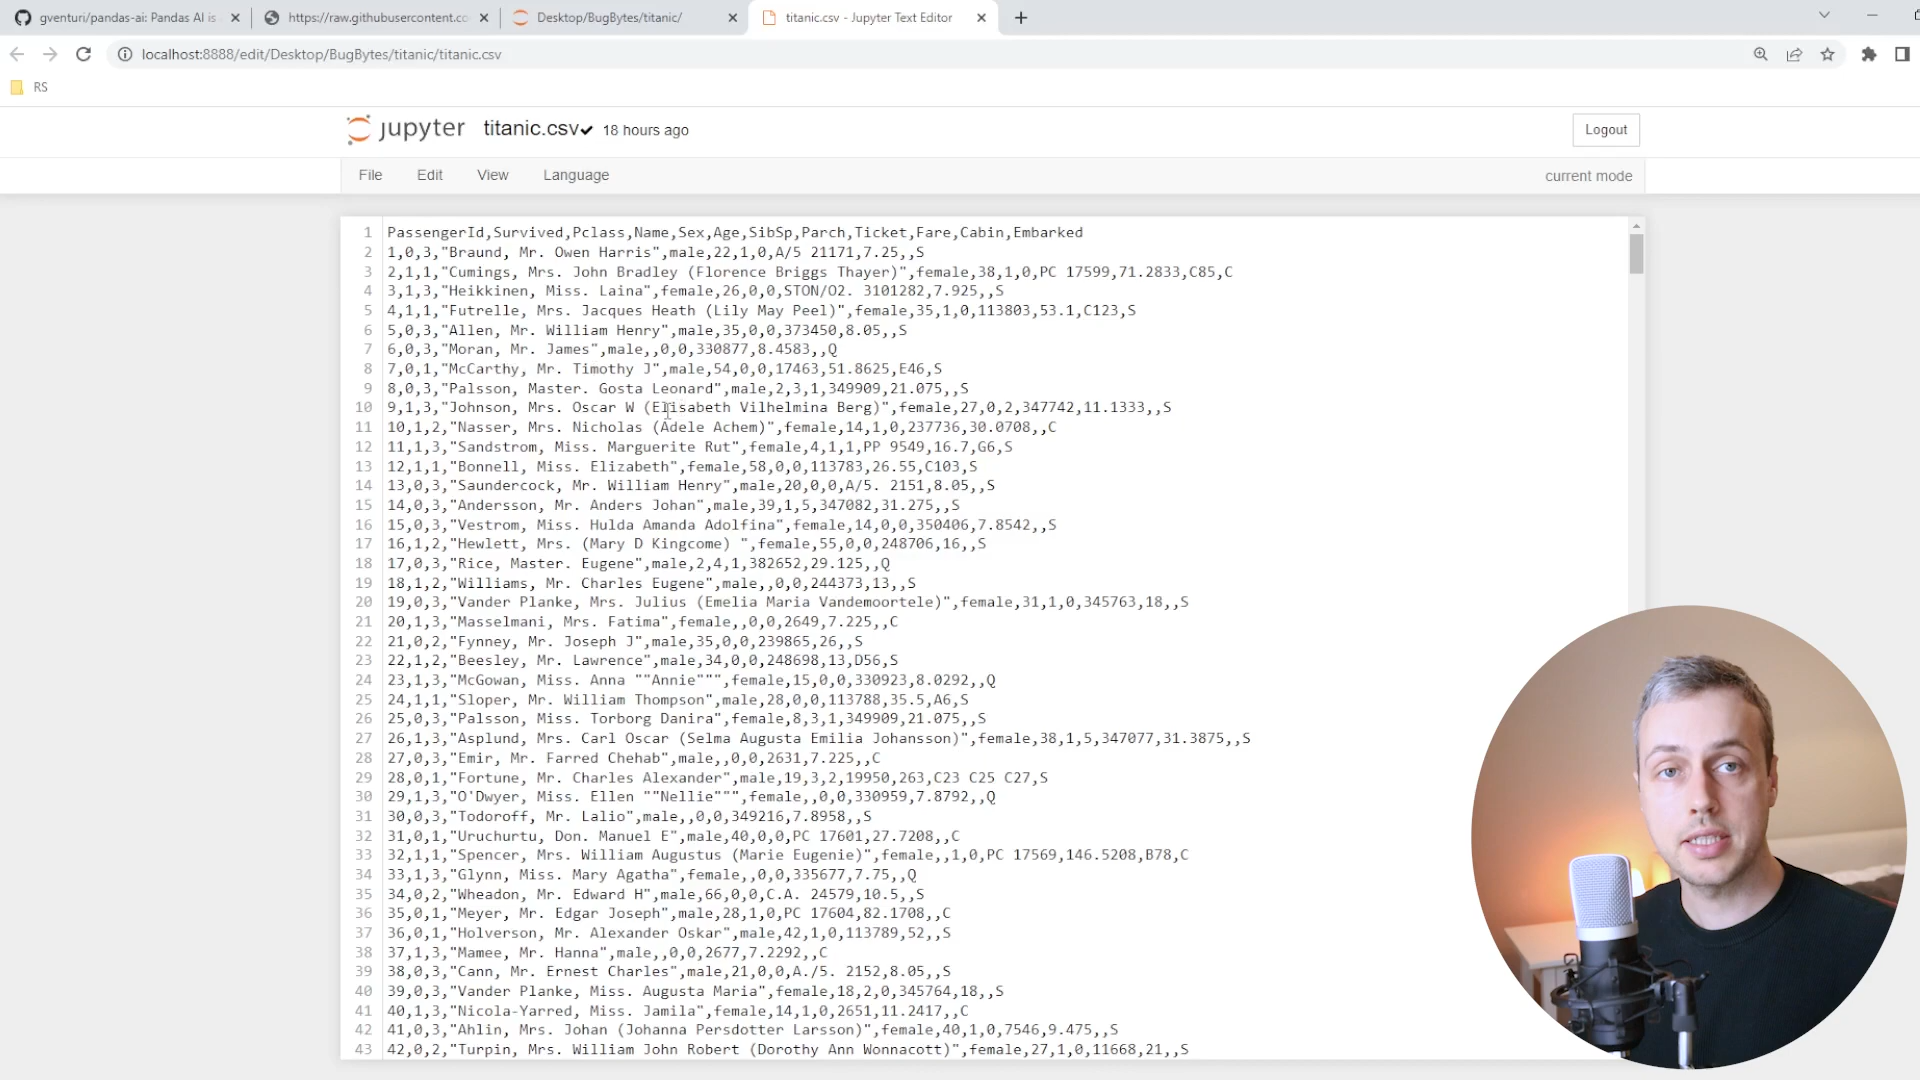 gventuri/pandas-ai: Pandas AI is
https://raw.githubusercontent.co
Desktop/BugBytes/titanic/
titanic.csv - Jupyter Text Editor
localhost:8888/edit/Desktop/BugBytes/titanic/titanic.csv
RS
jupyter titanic.csv 18 hours ago
Logout
File Edit View Language
current mode
1 PassengerId,Survived,Pclass,Name,Sex,Age,SibSp,Parch,Ticket,Fare,Cabin,Embarked
2 1,0,3,"Braund, Mr. Owen Harris",male,22,1,0,A/5 21171,7.25,,S
3 2,1,1,"Cumings, Mrs. John Bradley (Florence Briggs Thayer)",female,38,1,0,PC 17599,71.2833,C85,C
4 3,1,3,"Heikkinen, Miss. Laina",female,26,0,0,STON/O2. 3101282,7.925,,S
5 4,1,1,"Futrelle, Mrs. Jacques Heath (Lily May Peel)",female,35,1,0,113803,53.1,C123,S
6 5,0,3,"Allen, Mr. William Henry",male,35,0,0,373450,8.05,,S
7 6,0,3,"Moran, Mr. James",male,,0,0,330877,8.4583,,Q
8 7,0,1,"McCarthy, Mr. Timothy J",male,54,0,0,17463,51.8625,E46,S
9 8,0,3,"Palsson, Master. Gosta Leonard",male,2,3,1,349909,21.075,,S
10 9,1,3,"Johnson, Mrs. Oscar W (Elisabeth Vilhelmina Berg)",female,27,0,2,347742,11.1333,,S
11 10,1,2,"Nasser, Mrs. Nicholas (Adele Achem)",female,14,1,0,237736,30.0708,,C
12 11,1,3,"Sandstrom, Miss. Marguerite Rut",female,4,1,1,PP 9549,16.7,G6,S
13 12,1,1,"Bonnell, Miss. Elizabeth",female,58,0,0,113783,26.55,C103,S
14 13,0,3,"Saundercock, Mr. William Henry",male,20,0,0,A/5. 2151,8.05,,S
15 14,0,3,"Andersson, Mr. Anders Johan",male,39,1,5,347082,31.275,,S
16 15,0,3,"Vestrom, Miss. Hulda Amanda Adolfina",female,14,0,0,350406,7.8542,,S
17 16,1,2,"Hewlett, Mrs. (Mary D Kingcome) ",female,55,0,0,248706,16,,S
18 17,0,3,"Rice, Master. Eugene",male,2,4,1,382652,29.125,,Q
19 18,1,2,"Williams, Mr. Charles Eugene",male,,0,0,244373,13,,S
20 19,0,3,"Vander Planke, Mrs. Julius (Emelia Maria Vandemoortele)",female,31,1,0,345763,18,,S
21 20,1,3,"Masselmani, Mrs. Fatima",female,,0,0,2649,7.225,,C
22 21,0,2,"Fynney, Mr. Joseph J",male,35,0,0,239865,26,,S
23 22,1,2,"Beesley, Mr. Lawrence",male,34,0,0,248698,13,D56,S
24 23,1,3,"McGowan, Miss. Anna ""Annie""",female,15,0,0,330923,8.0292,,Q
25 24,1,1,"Sloper, Mr. William Thompson",male,28,0,0,113788,35.5,A6,S
26 25,0,3,"Palsson, Miss. Torborg Danira",female,8,3,1,349909,21.075,,S
27 26,1,3,"Asplund, Mrs. Carl Oscar (Selma Augusta Emilia Johansson)",female,38,1,5,347077,31.3875,,S
28 27,0,3,"Emir, Mr. Farred Chehab",male,,0,0,2631,7.225,,C
29 28,0,1,"Fortune, Mr. Charles Alexander",male,19,3,2,19950,263,C23 C25 C27,S
30 29,1,3,"O'Dwyer, Miss. Ellen ""Nellie""",female,,0,0,330959,7.8792,,Q
31 30,0,3,"Todoroff, Mr. Lalio",male,,0,0,349216,7.8958,,S
32 31,0,1,"Uruchurtu, Don. Manuel E",male,40,0,0,PC 17601,27.7208,,C
33 32,1,1,"Spencer, Mrs. William Augustus (Marie Eugenie)",female,,1,0,PC 17569,146.5208,B78,C
34 33,1,3,"Glynn, Miss. Mary Agatha",female,,0,0,335677,7.75,,Q
35 34,0,2,"Wheadon, Mr. Edward H",male,66,0,0,C.A. 24579,10.5,,S
36 35,0,1,"Meyer, Mr. Edgar Joseph",male,28,1,0,PC 17604,82.1708,,C
37 36,0,1,"Holverson, Mr. Alexander Oskar",male,42,1,0,113789,52,,S
38 37,1,3,"Mamee, Mr. Hanna",male,,0,0,2677,7.2292,,C
39 38,0,3,"Cann, Mr. Ernest Charles",male,21,0,0,A./5. 2152,8.05,,S
40 39,0,3,"Vander Planke, Miss. Augusta Maria",female,18,2,0,345764,18,,S
41 40,1,3,"Nicola-Yarred, Miss. Jamila",female,14,1,0,2651,11.2417,,C
42 41,0,3,"Ahlin, Mrs. Johan (Johanna Persdotter Larsson)",female,40,1,0,7546,9.475,,S
43 42,0,2,"Turpin, Mrs. William John Robert (Dorothy Ann Wonnacott)",female,27,1,0,11668,21,,S